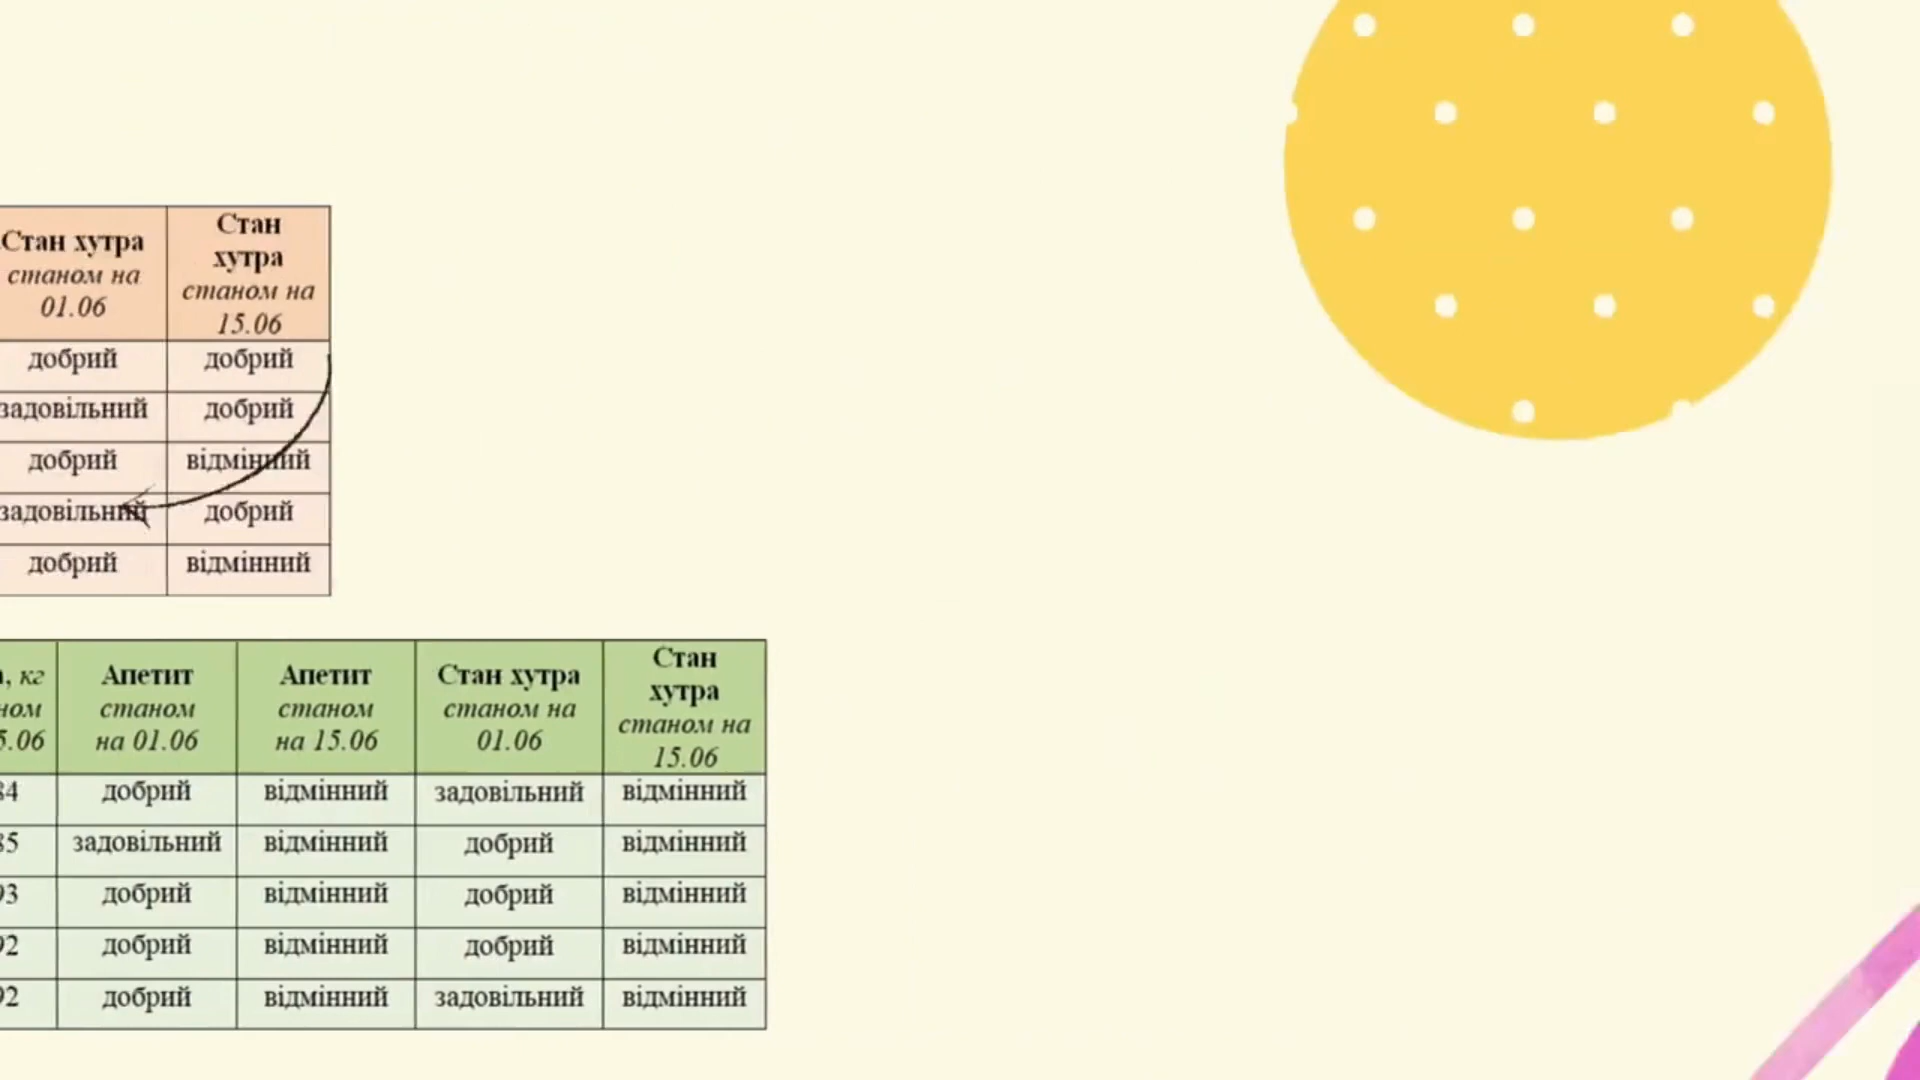 Стан хутра
станом на
01.06
Стан
хутра
станом на
15.06
добрий добрий
задовільний добрий
добрий відмінний
задовільний добрий
добрий відмінний
кг
Апетит
станом
на 01.06
Апетит
станом
на 15.06
Стан хутра
станом на
01.06
Стан
хутра
станом на
15.06
добрий відмінний задовільний відмінний
задовільний відмінний добрий відмінний
добрий відмінний добрий відмінний
добрий відмінний добрий відмінний
добрий відмінний задовільний відмінний